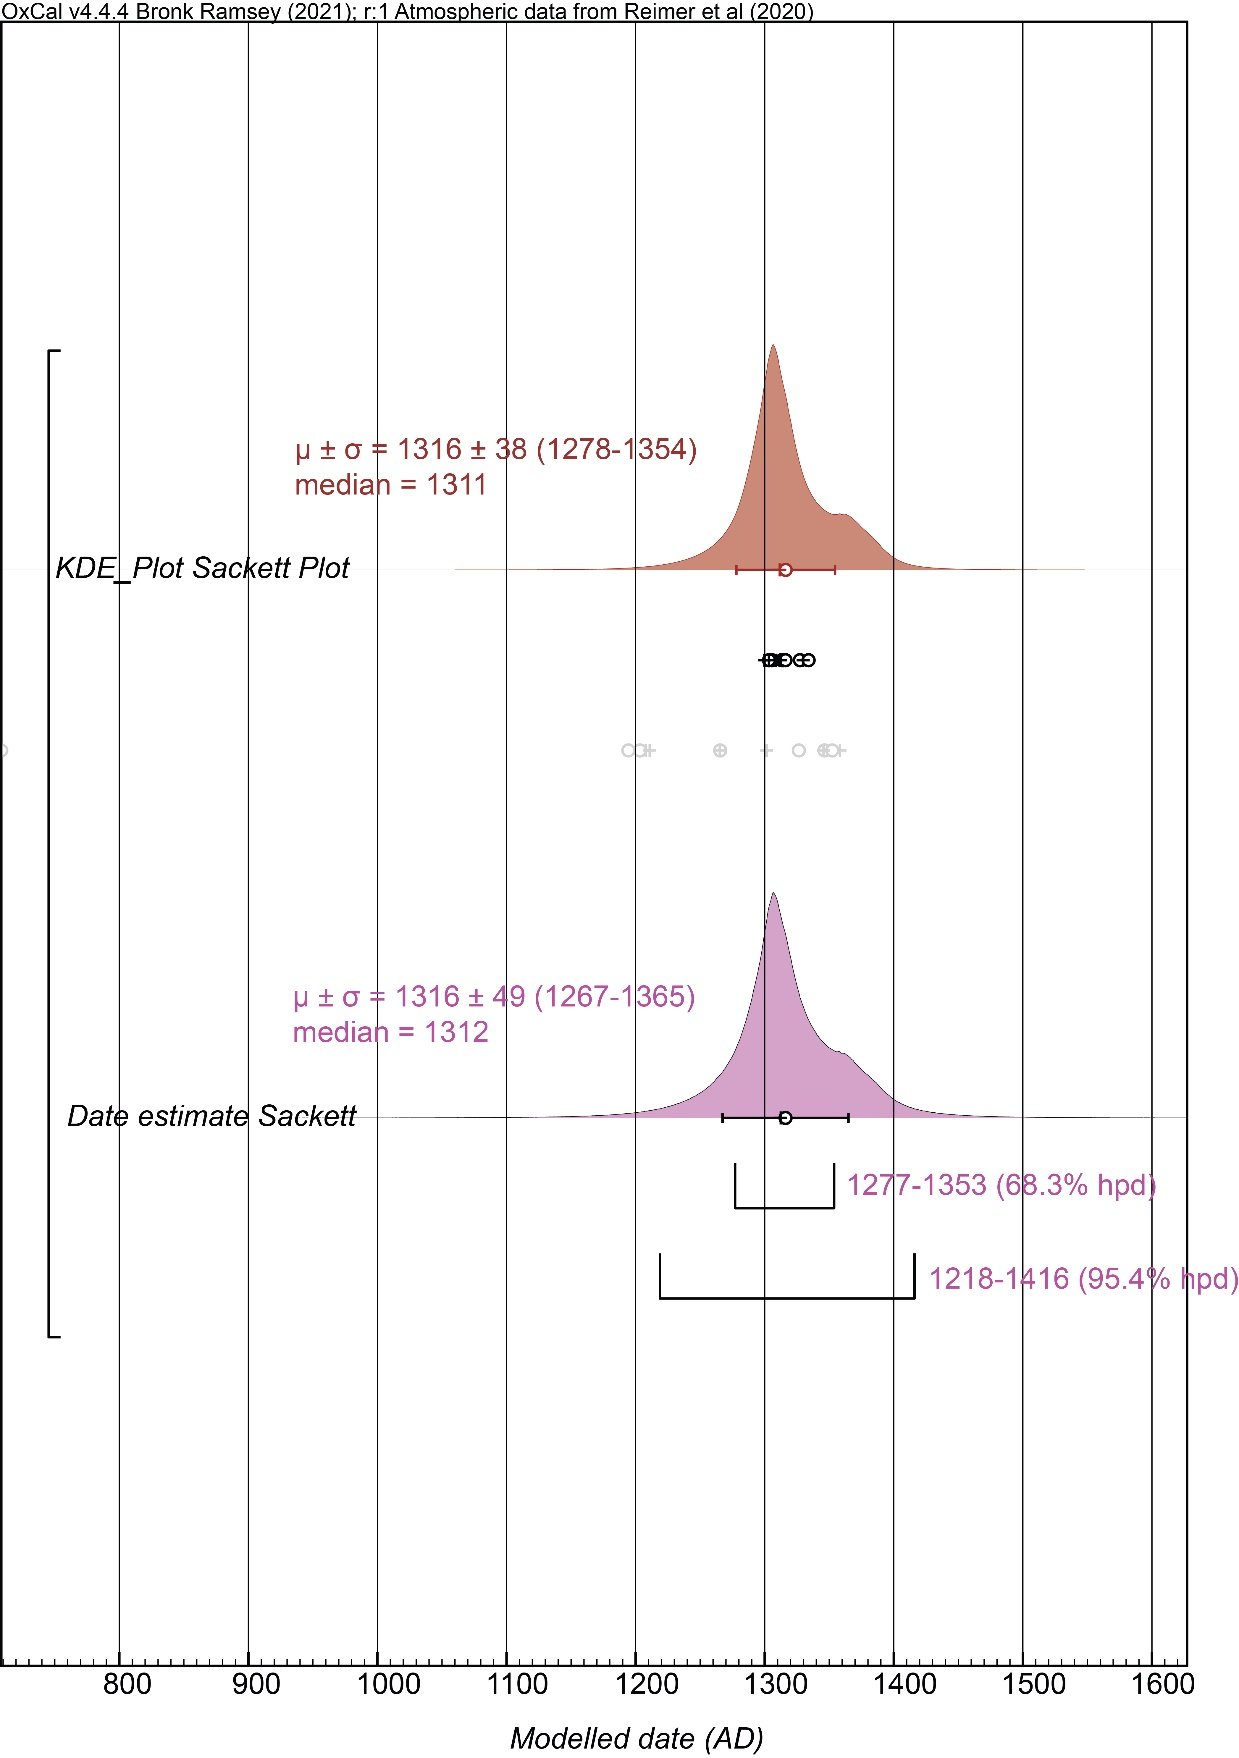 OxCal v4.4.4 Bronk Ramsey (2021); r:1 Atmospheric data from Reimer et al (2020)
µ ± σ = 1316 ± 38 (1278-1354)
median = 1311
KDE_Plot Sackett Plot
µ ± σ = 1316 ± 49 (1267-1365)
median = 1312
Date estimate Sackett
1277-1353 (68.3% hpd)
1218-1416 (95.4% hpd)
800 900 1000 1100 1200 1300 1400 1500 1600
Modelled date (AD)